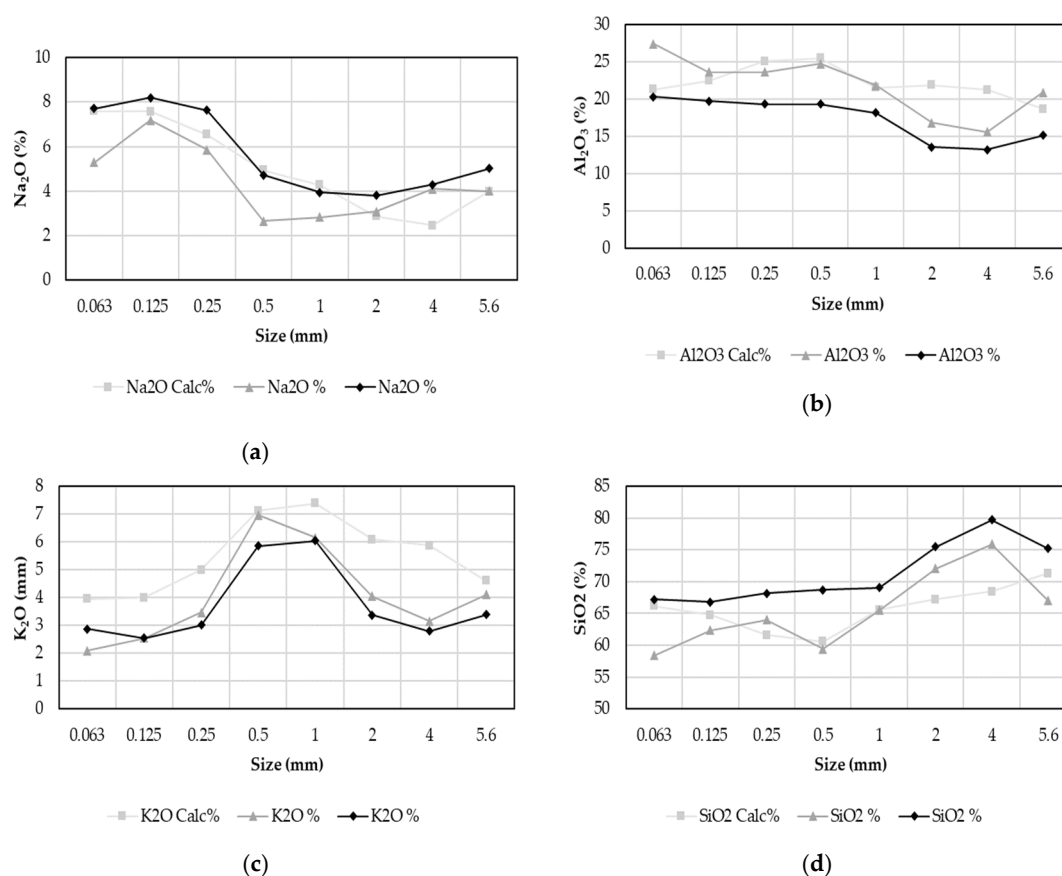 10
8
6
4
2
0
Na₂O (%)
0.063 0.125 0.25 0.5 1 2 4 5.6
Size (mm)
Na2O Calc% Na2O % Na2O %
(a)
30
25
20
15
10
5
0
Al₂O₃ (%)
0.063 0.125 0.25 0.5 1 2 4 5.6
Size (mm)
Al2O3 Calc% Al2O3 % Al2O3 %
(b)
8
7
6
5
4
3
2
1
0
K₂O (mm)
0.063 0.125 0.25 0.5 1 2 4 5.6
Size (mm)
K2O Calc% K2O % K2O %
(c)
85
80
75
70
65
60
55
50
SiO2 (%)
0.063 0.125 0.25 0.5 1 2 4 5.6
Size (mm)
SiO2 Calc% SiO2 % SiO2 %
(d)